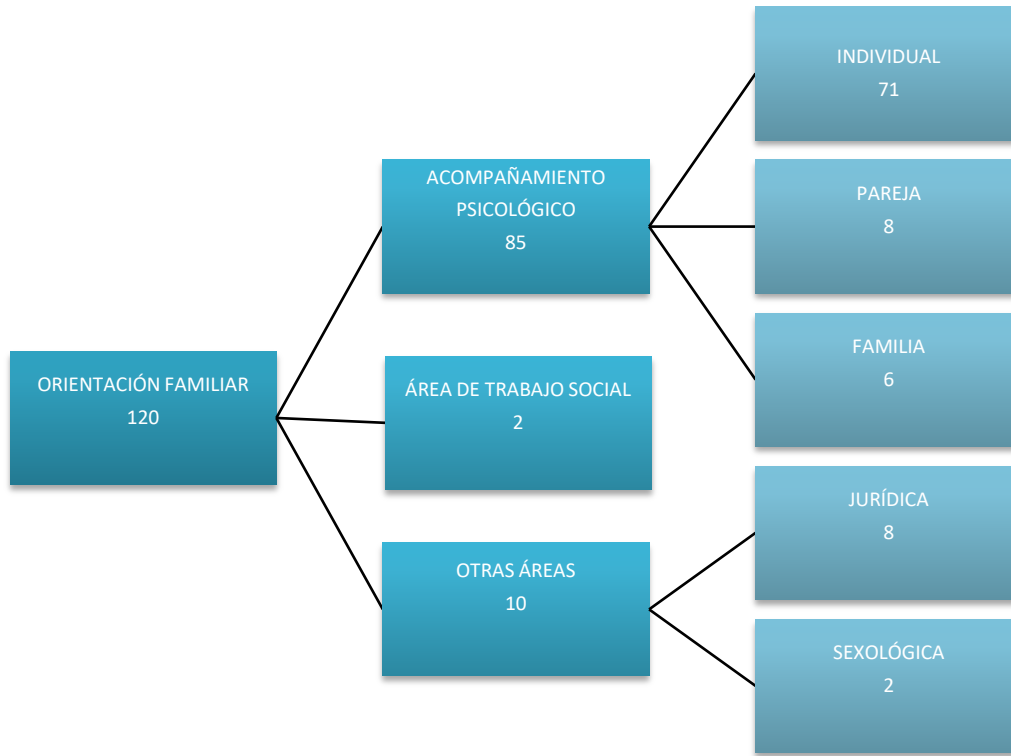 ORIENTACIÓN FAMILIAR
120
ACOMPAÑAMIENTO
PSICOLÓGICO
85
INDIVIDUAL
71
PAREJA
8
FAMILIA
6
ÁREA DE TRABAJO SOCIAL
2
OTRAS ÁREAS
10
JURÍDICA
8
SEXOLÓGICA
2